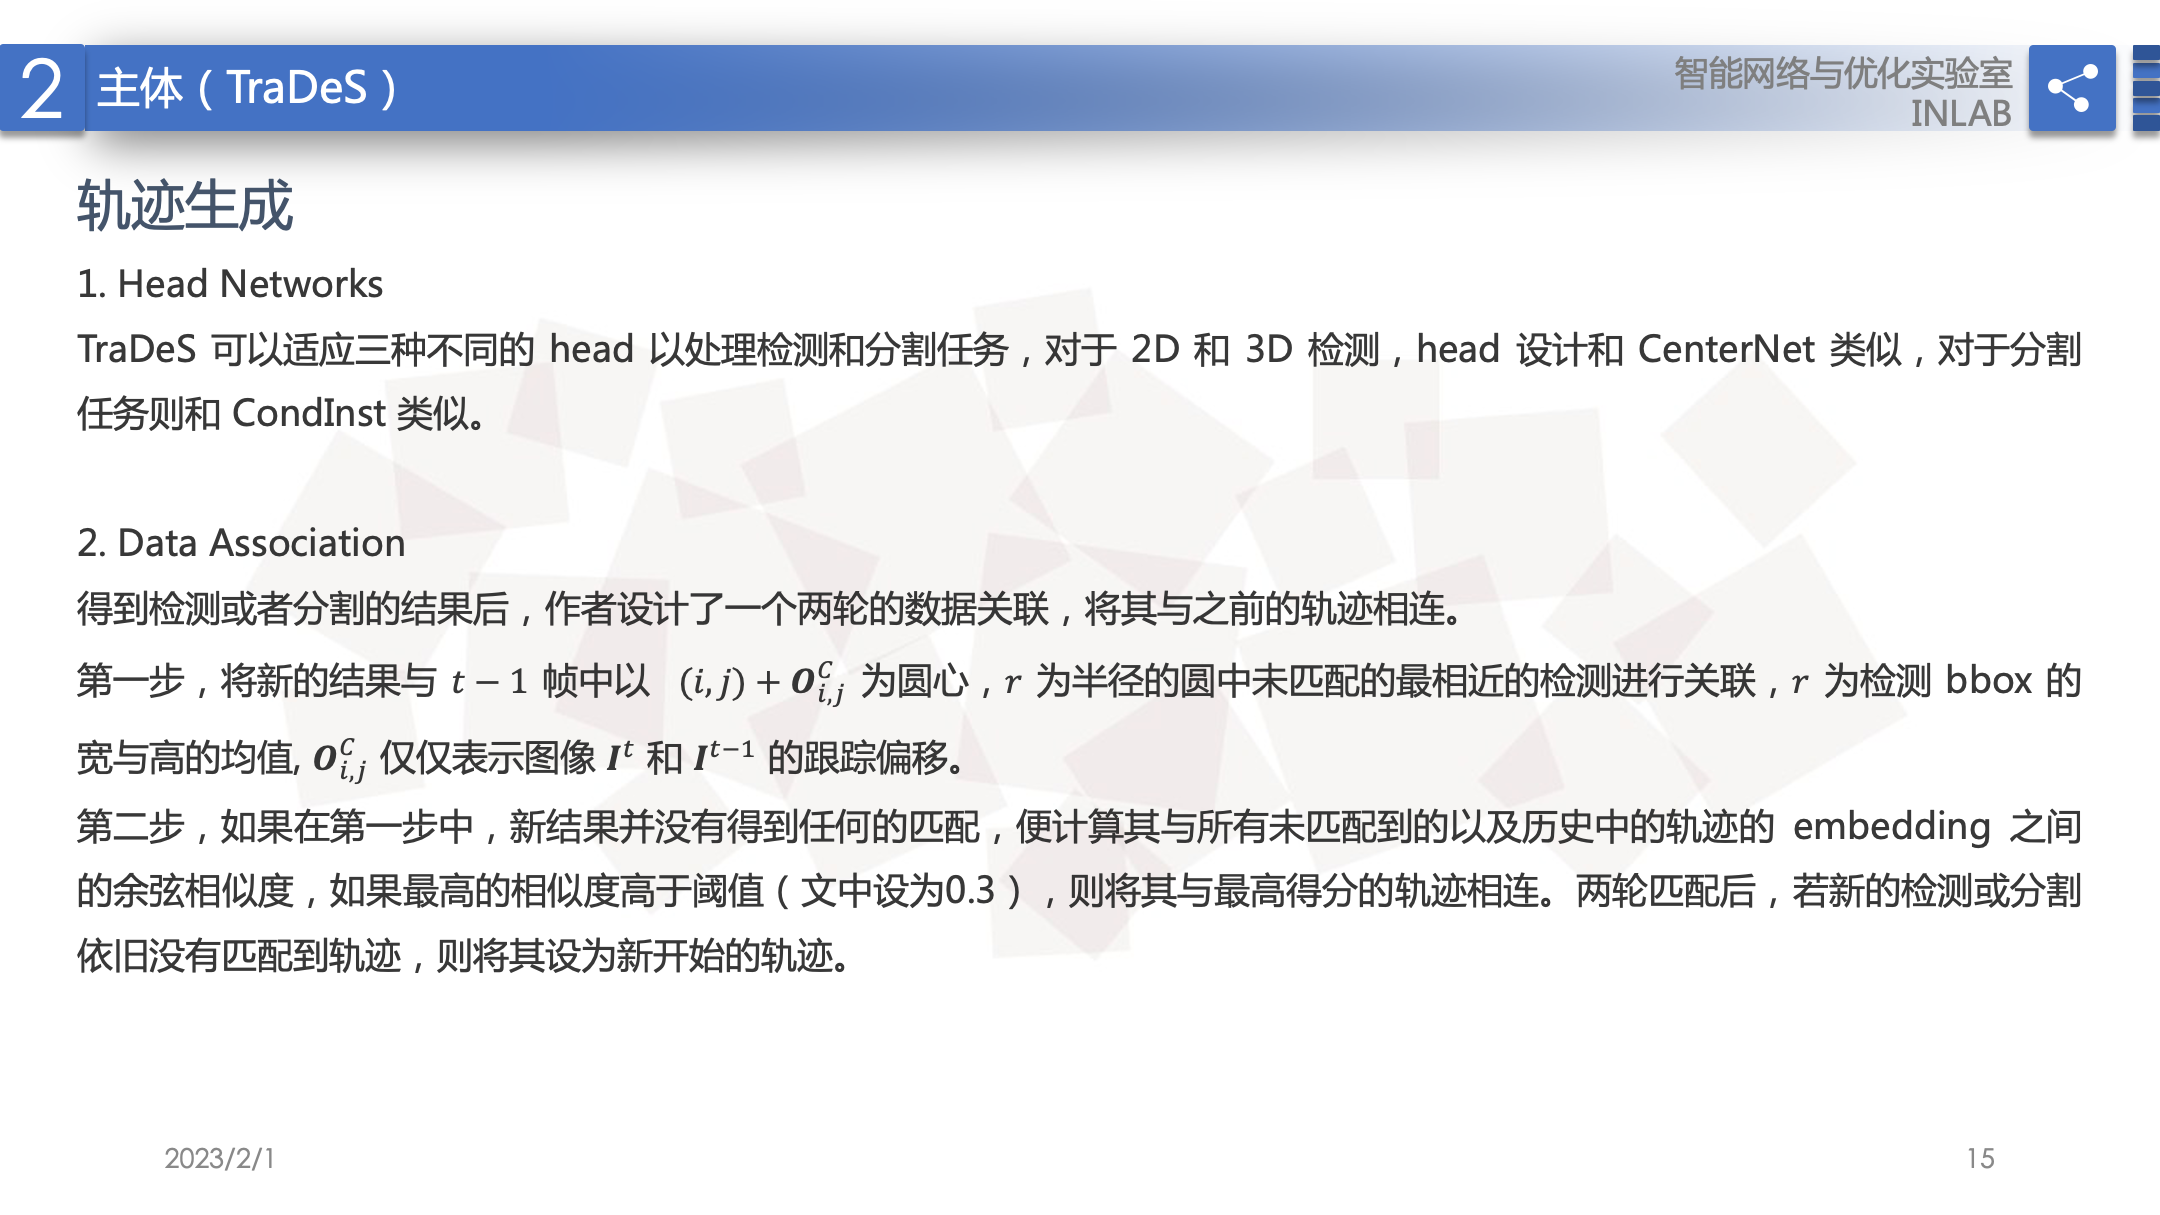 2 主体（TraDeS）
智能网络与优化实验室
INLAB
轨迹生成
1. Head Networks
TraDeS 可以适应三种不同的 head 以处理检测和分割任务，对于 2D 和 3D 检测，head 设计和 CenterNet 类似，对于分割
任务则和 CondInst 类似。
2. Data Association
得到检测或者分割的结果后，作者设计了一个两轮的数据关联，将其与之前的轨迹相连。
第一步，将新的结果与 t − 1 帧中以 (i, j) + O^C_{i,j} 为圆心，r 为半径的圆中未匹配的最相近的检测进行关联，r 为检测 bbox 的
宽与高的均值, O^C_{i,j} 仅仅表示图像 I^t 和 I^{t−1} 的跟踪偏移。
第二步，如果在第一步中，新结果并没有得到任何的匹配，便计算其与所有未匹配到的以及历史中的轨迹的 embedding 之间
的余弦相似度，如果最高的相似度高于阈值（文中设为0.3），则将其与最高得分的轨迹相连。两轮匹配后，若新的检测或分割
依旧没有匹配到轨迹，则将其设为新开始的轨迹。
2023/2/1
15